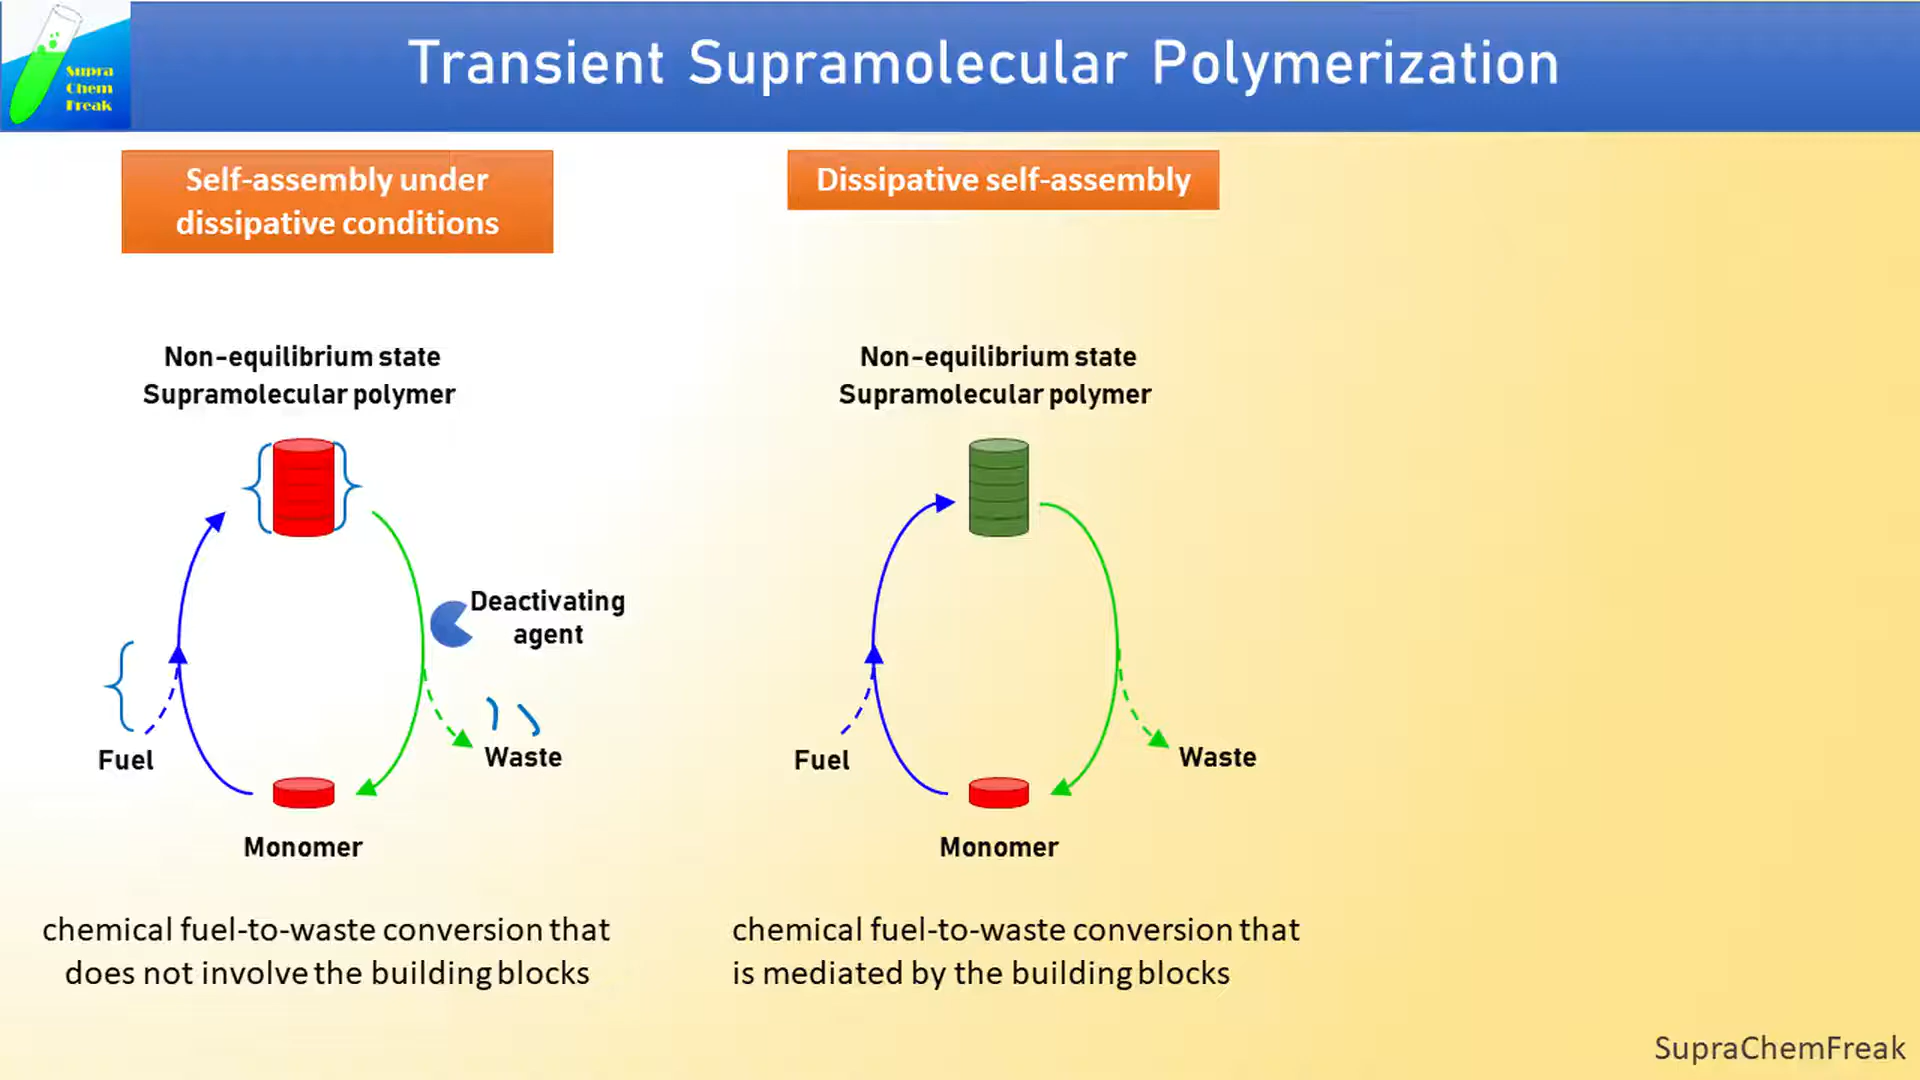 Supra
Chem
Freak
Transient Supramolecular Polymerization
Self-assembly under
dissipative conditions
Non-equilibrium state
Supramolecular polymer
Deactivating
agent
Fuel
Waste
Monomer
chemical fuel-to-waste conversion that
does not involve the building blocks
Dissipative self-assembly
Non-equilibrium state
Supramolecular polymer
Fuel
Waste
Monomer
chemical fuel-to-waste conversion that
is mediated by the building blocks
SupraChemFreak